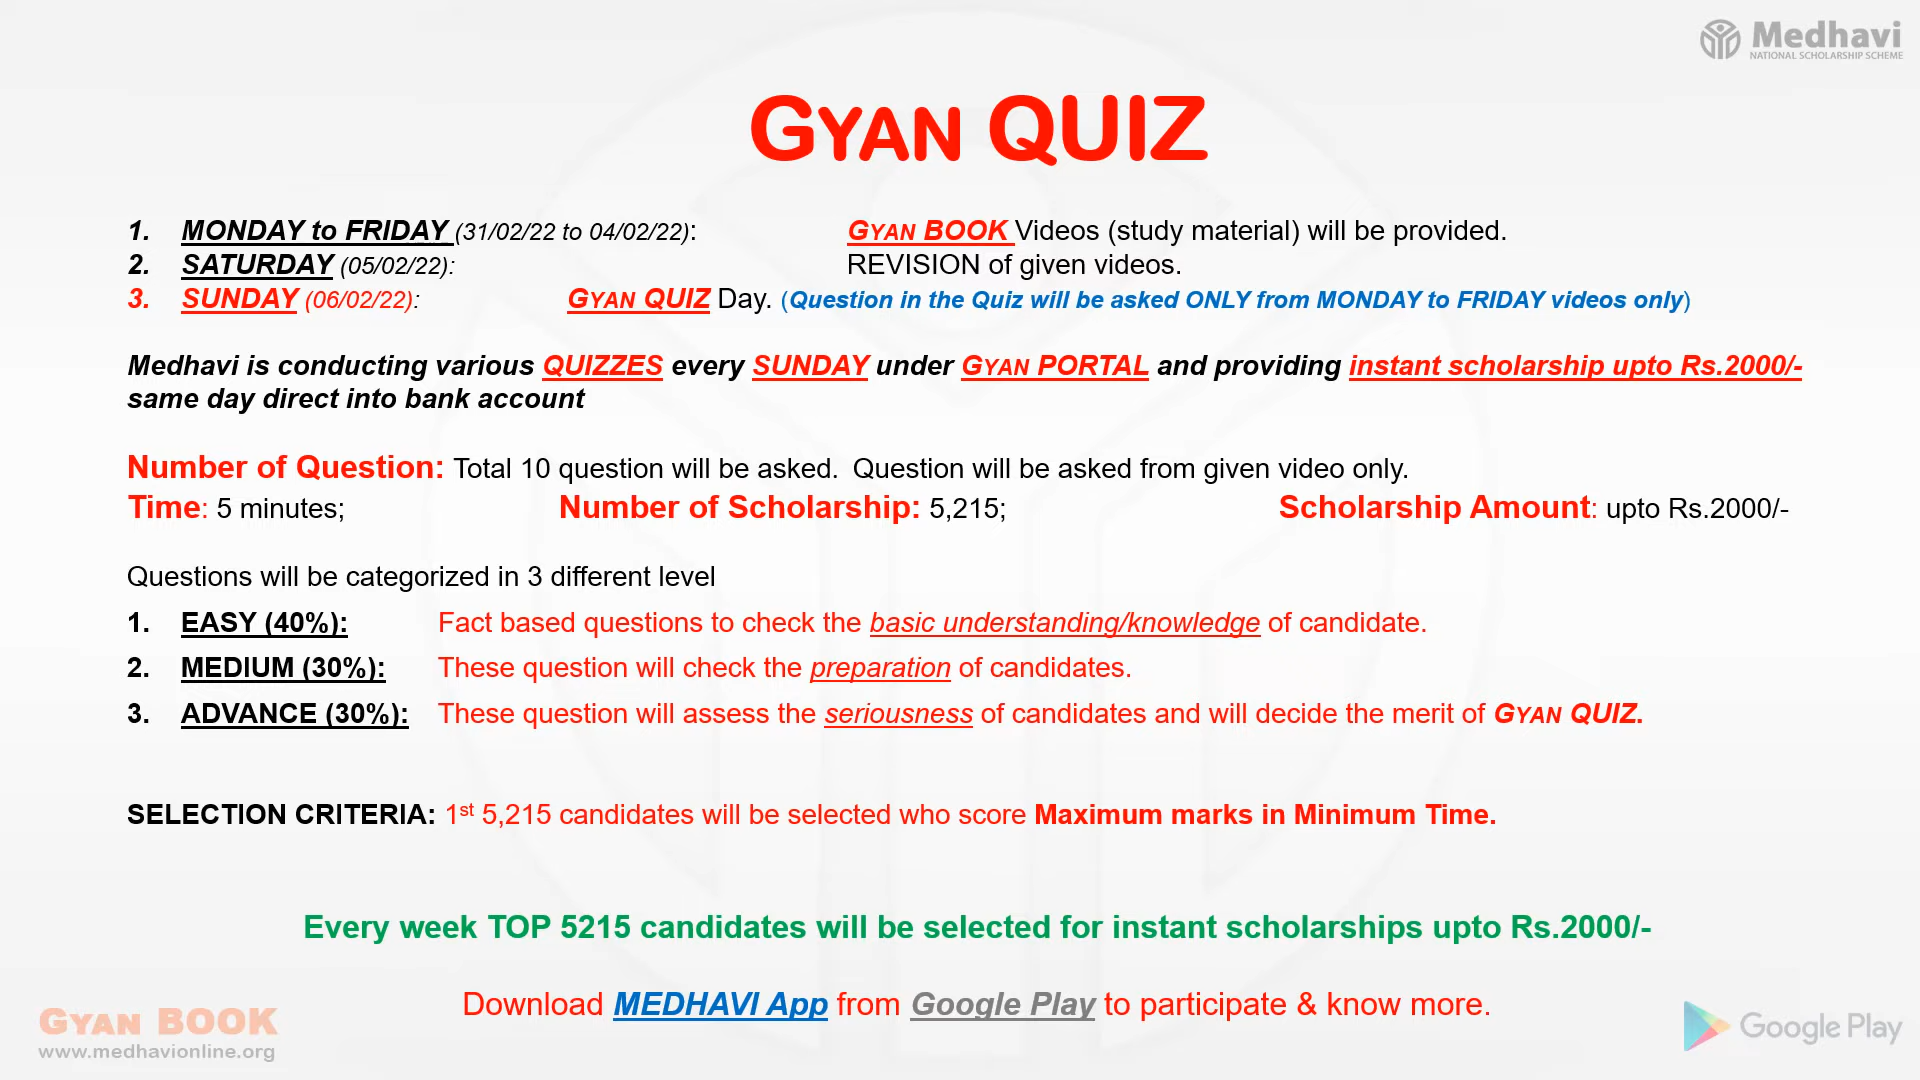 Medhavi
NATIONAL SCHOLARSHIP SCHEME
GYAN QUIZ
1. MONDAY to FRIDAY (31/02/22 to 04/02/22): GYAN BOOK Videos (study material) will be provided.
2. SATURDAY (05/02/22): REVISION of given videos.
3. SUNDAY (06/02/22): GYAN QUIZ Day. (Question in the Quiz will be asked ONLY from MONDAY to FRIDAY videos only)
Medhavi is conducting various QUIZZES every SUNDAY under GYAN PORTAL and providing instant scholarship upto Rs.2000/-
same day direct into bank account
Number of Question: Total 10 question will be asked. Question will be asked from given video only.
Time: 5 minutes; Number of Scholarship: 5,215; Scholarship Amount: upto Rs.2000/-
Questions will be categorized in 3 different level
1. EASY (40%): Fact based questions to check the basic understanding/knowledge of candidate.
2. MEDIUM (30%): These question will check the preparation of candidates.
3. ADVANCE (30%): These question will assess the seriousness of candidates and will decide the merit of GYAN QUIZ.
SELECTION CRITERIA: 1st 5,215 candidates will be selected who score Maximum marks in Minimum Time.
Every week TOP 5215 candidates will be selected for instant scholarships upto Rs.2000/-
Download MEDHAVI App from Google Play to participate & know more.
GYAN BOOK
www.medhavionline.org
Google Play